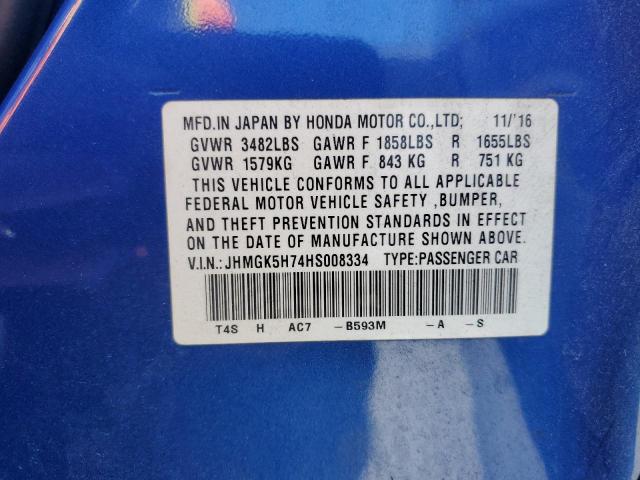 MFD.IN JAPAN BY HONDA MOTOR CO.,LTD; 11/'16
GVWR 3482LBS GAWR F 1858LBS R 1655LBS
GVWR 1579KG GAWR F 843 KG R 751 KG
THIS VEHICLE CONFORMS TO ALL APPLICABLE
FEDERAL MOTOR VEHICLE SAFETY ,BUMPER,
AND THEFT PREVENTION STANDARDS IN EFFECT
ON THE DATE OF MANUFACTURE SHOWN ABOVE.
V.I.N.:JHMGK5H74HS008334 TYPE:PASSENGER CAR
T4S H AC7 -B593M -A -S